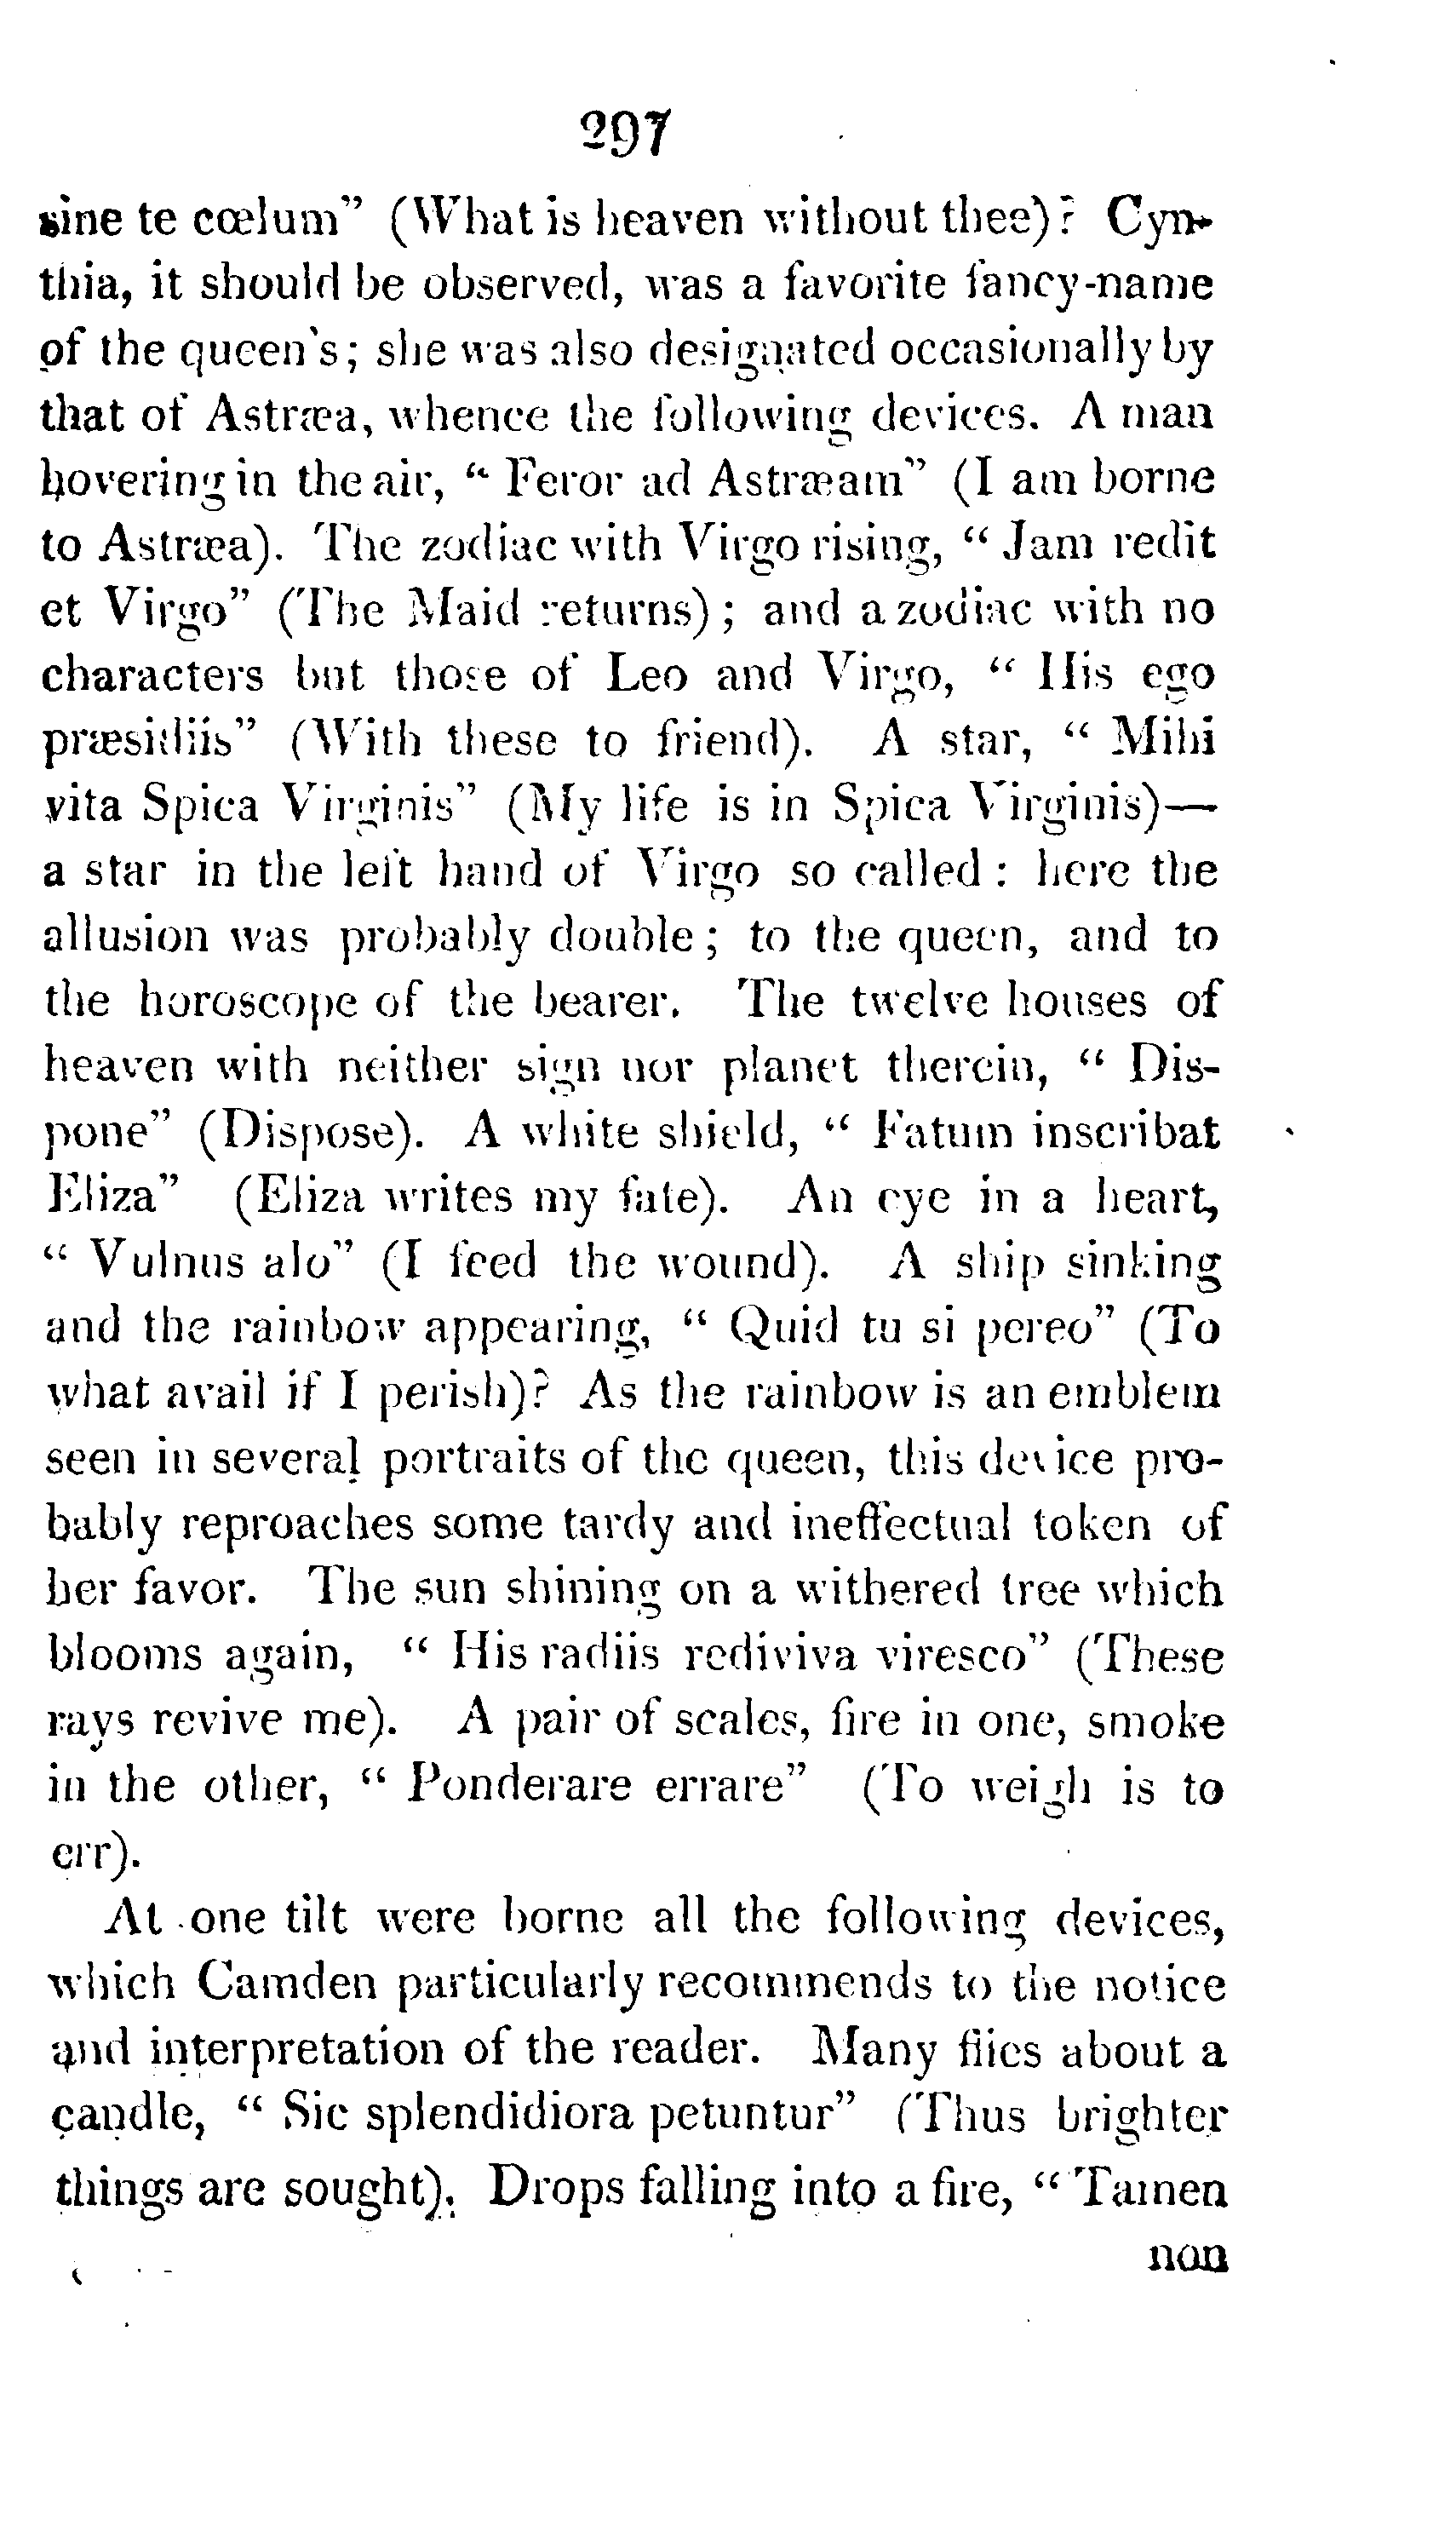 297
sine te cœlum” (What is heaven without thee)? Cyn-
thia, it should be observed, was a favorite fancy-name
of the queen's; she was also designated occasionally by
that of Astræa, whence the following devices. A man
hovering in the air, “ Feror ad Astræam” (I am borne
to Astræa). The zodiac with Virgo rising, “ Jam redit
et Virgo” (The Maid returns); and a zodiac with no
characters but those of Leo and Virgo, “ His ego
præsidiis” (With these to friend). A star, “ Mihi
vita Spica Virginis” (My life is in Spica Virginis)—
a star in the left hand of Virgo so called: here the
allusion was probably double; to the queen, and to
the horoscope of the bearer. The twelve houses of
heaven with neither sign nor planet therein, “ Dis-
pone” (Dispose). A white shield, “ Fatum inscribat
Eliza” (Eliza writes my fate). An eye in a heart,
“ Vulnus alo” (I feed the wound). A ship sinking
and the rainbow appearing, “ Quid tu si pereo” (To
what avail if I perish)? As the rainbow is an emblem
seen in several portraits of the queen, this device pro-
bably reproaches some tardy and ineffectual token of
her favor. The sun shining on a withered tree which
blooms again, “ His radiis rediviva viresco” (These
rays revive me). A pair of scales, fire in one, smoke
in the other, “ Ponderare errare” (To weigh is to
err).
At one tilt were borne all the following devices,
which Camden particularly recommends to the notice
and interpretation of the reader. Many flies about a
candle, “ Sic splendidiora petuntur” (Thus brighter
things are sought). Drops falling into a fire, “ Tamen
non